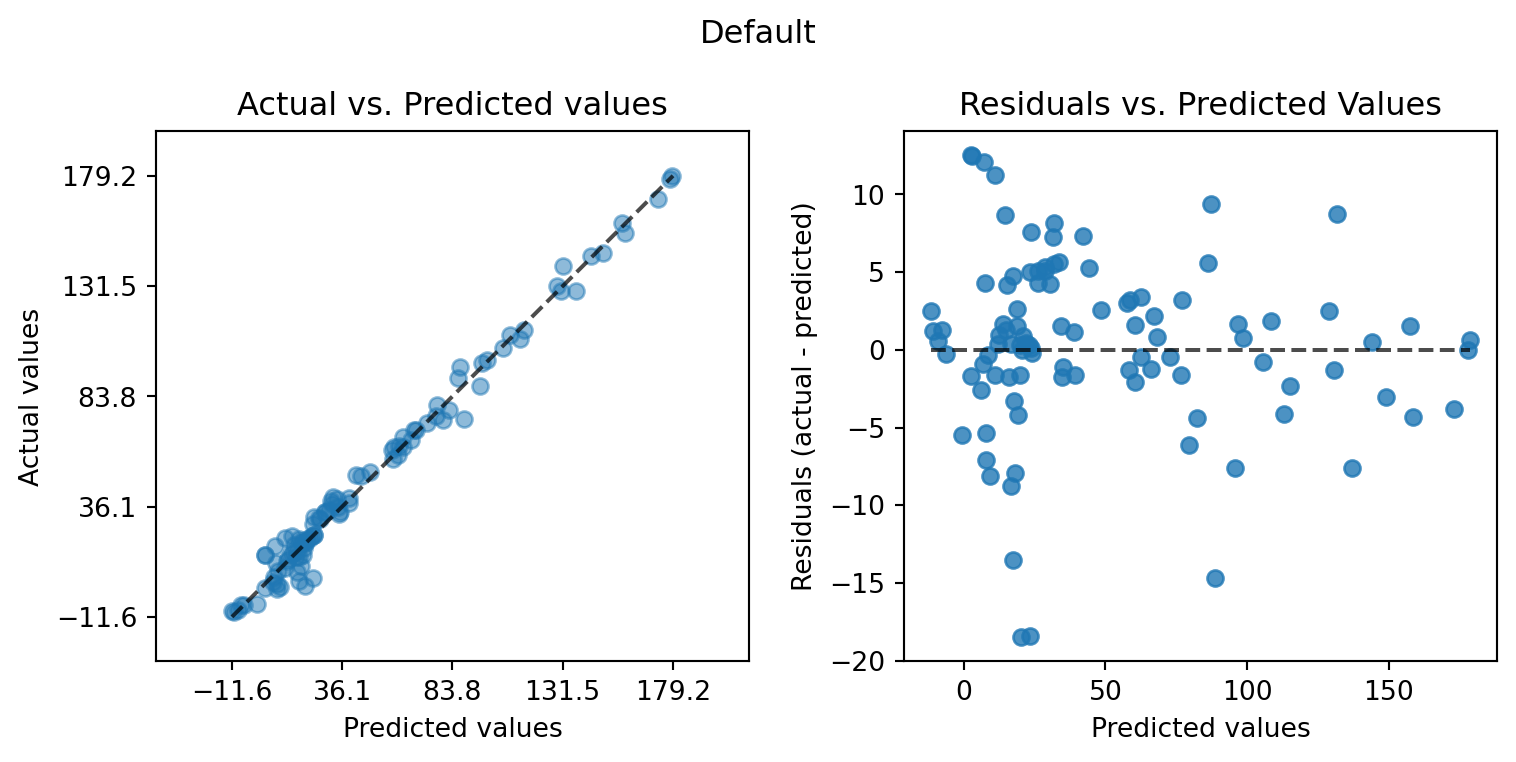 Default
Actual vs. Predicted values
Actual values
179.2
131.5
83.8
36.1
−11.6
−11.6 36.1 83.8 131.5 179.2
Predicted values
Residuals vs. Predicted Values
Residuals (actual - predicted)
10
5
0
−5
−10
−15
−20
0 50 100 150
Predicted values